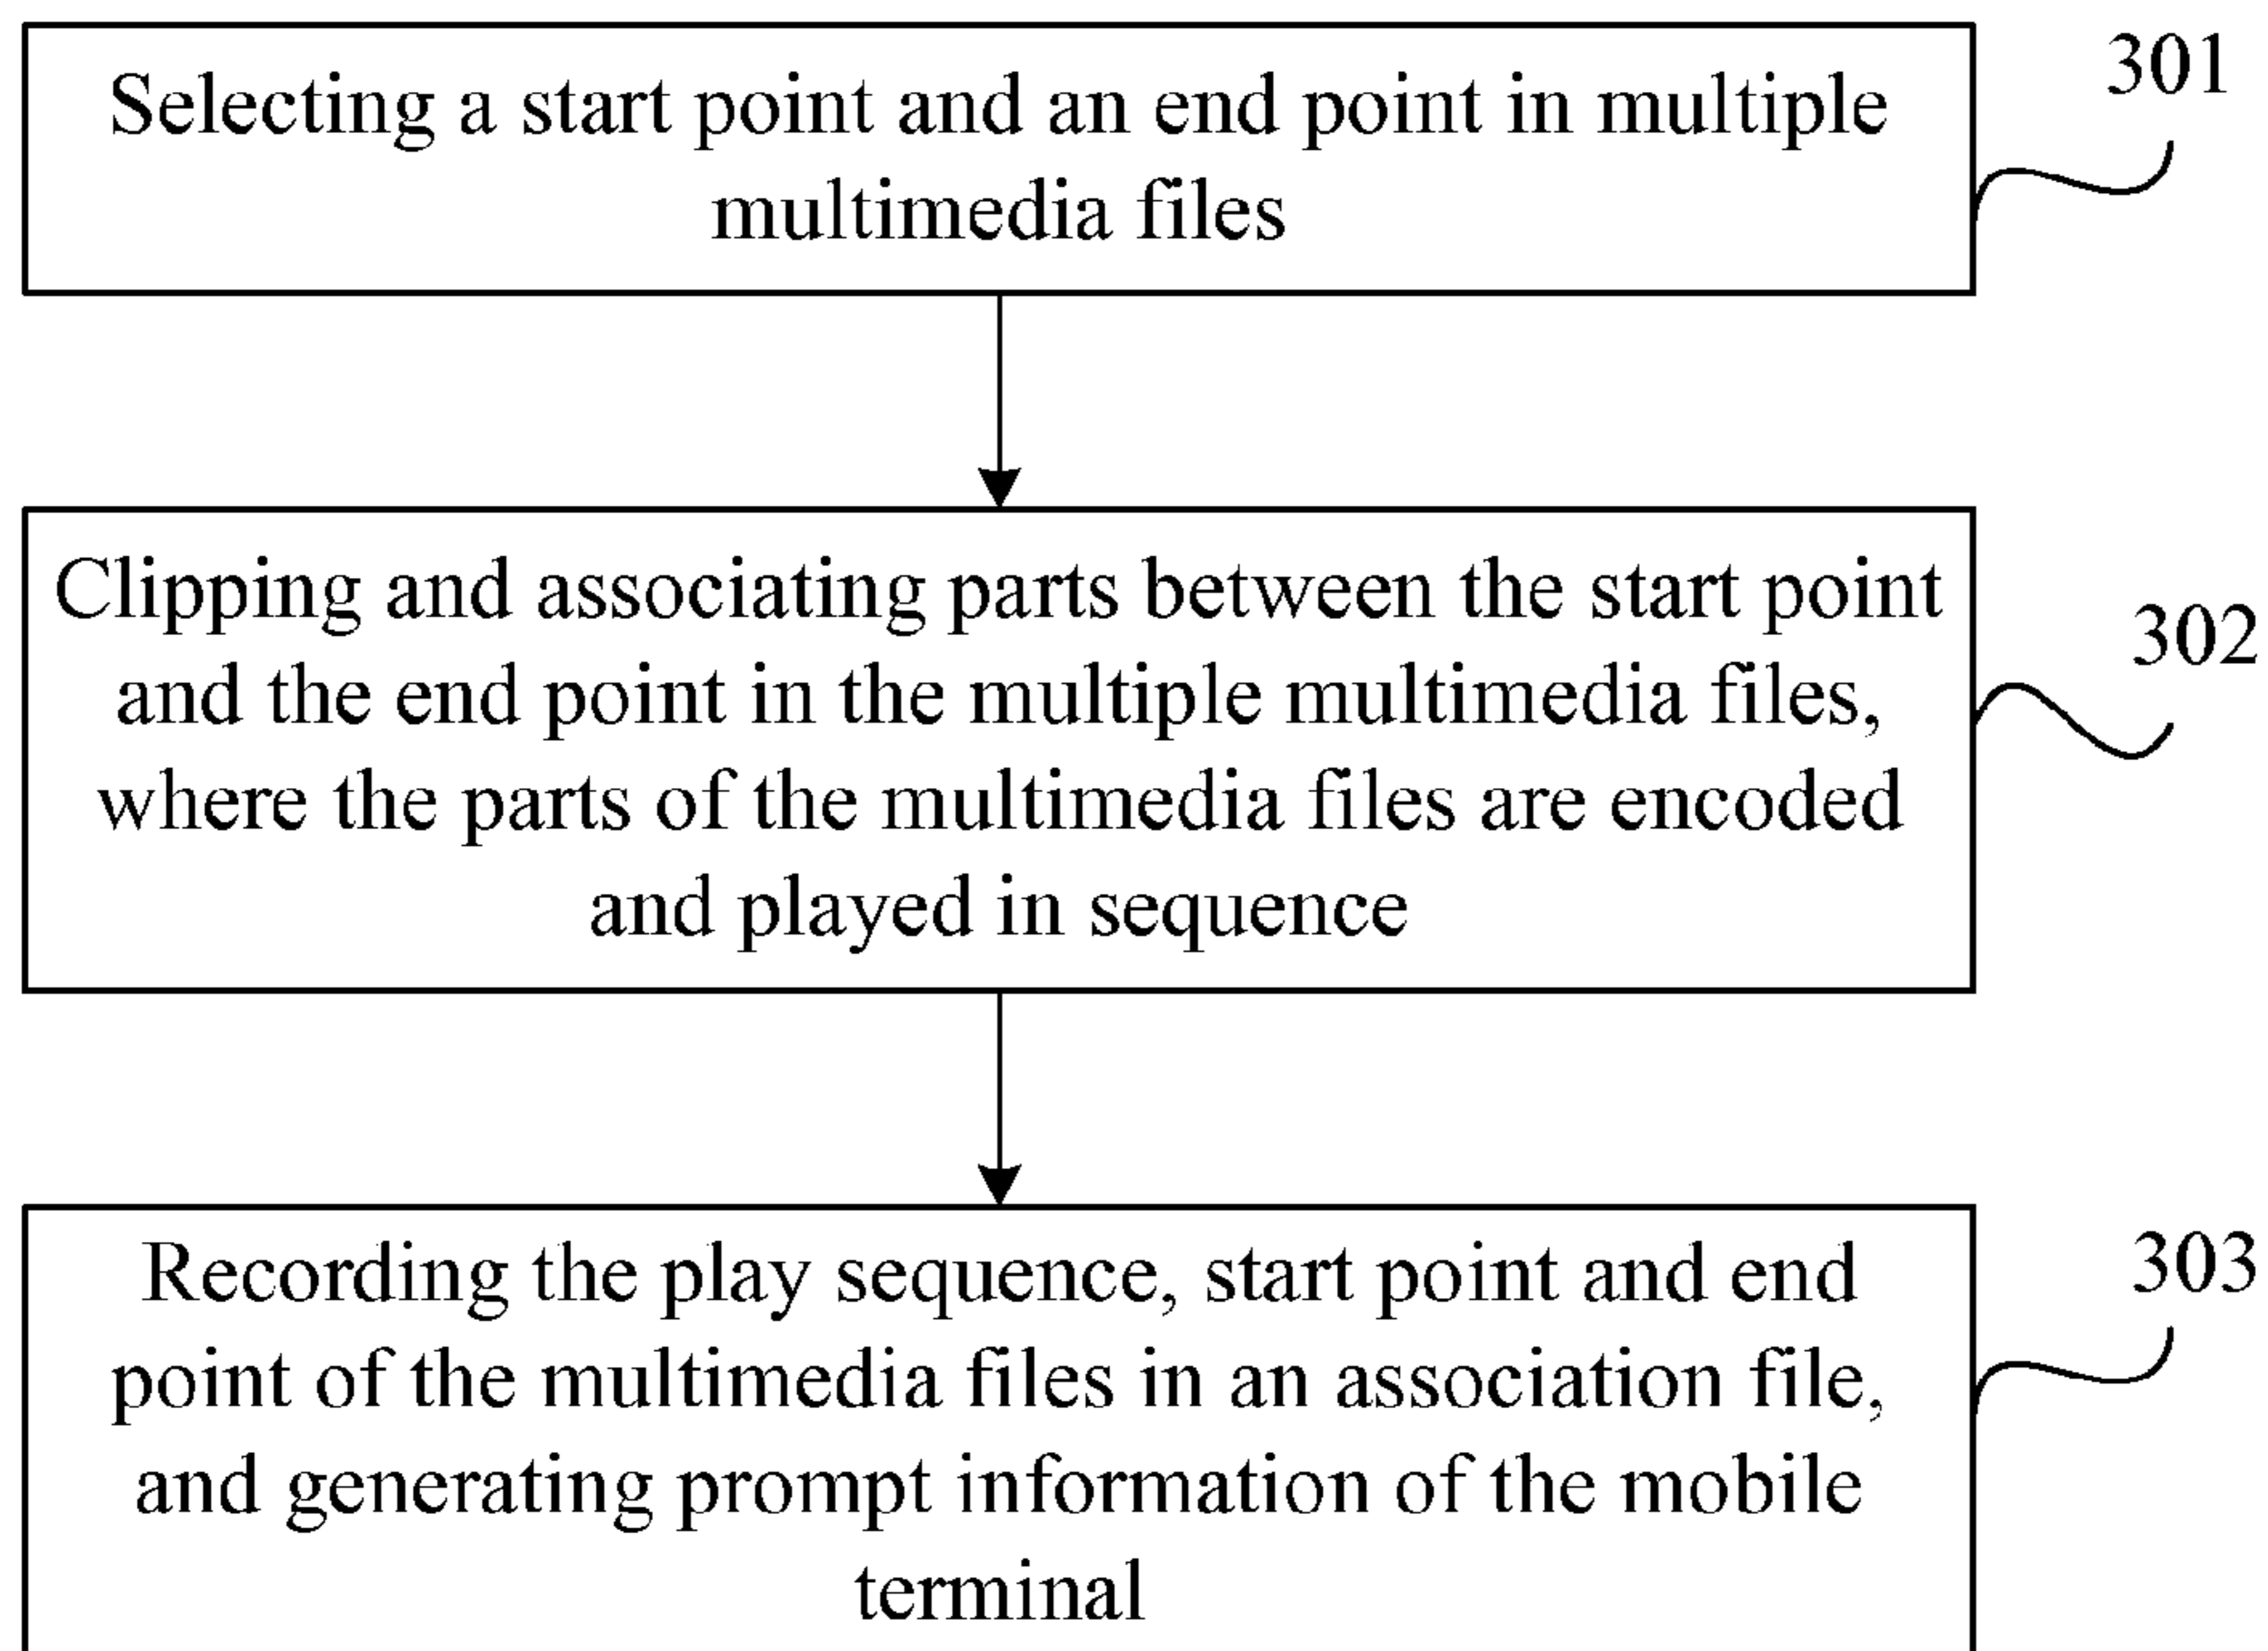 Selecting a start point and an end point in multiple
multimedia files
301
Clipping and associating parts between the start point
and the end point in the multiple multimedia files,
where the parts of the multimedia files are encoded
and played in sequence
302
Recording the play sequence, start point and end
point of the multimedia files in an association file,
and generating prompt information of the mobile
terminal
303